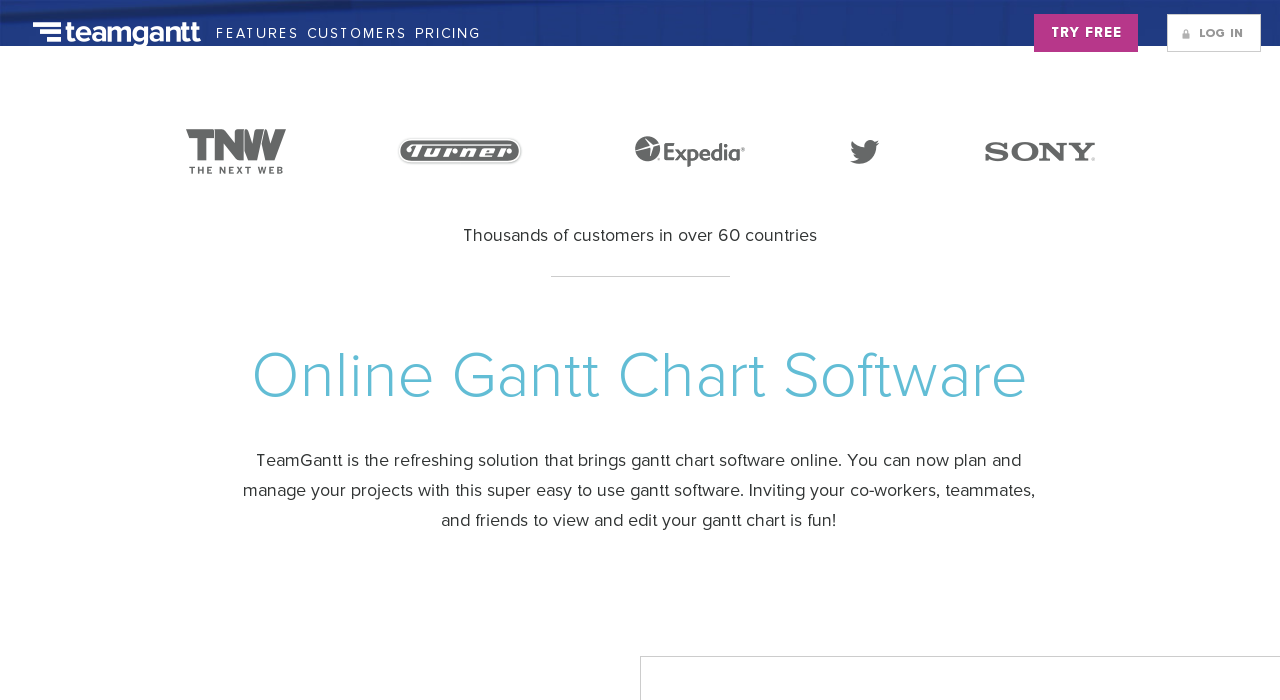 teamgantt FEATURES CUSTOMERS PRICING TRY FREE LOG IN
TNW Turner Expedia SONY
THE NEXT WEB
Thousands of customers in over 60 countries
Online Gantt Chart Software
TeamGantt is the refreshing solution that brings gantt chart software online. You can now plan and
manage your projects with this super easy to use gantt software. Inviting your co-workers, teammates,
and friends to view and edit your gantt chart is fun!